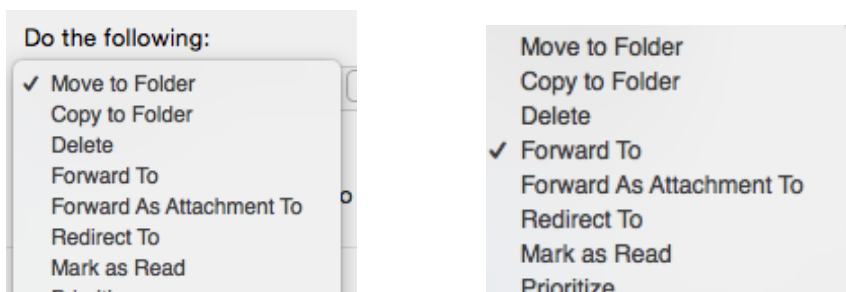 Do the following:
✓ Move to Folder
Copy to Folder
Delete
Forward To
Forward As Attachment To
Redirect To
Mark as Read
Move to Folder
Copy to Folder
Delete
✓ Forward To
Forward As Attachment To
Redirect To
Mark as Read
Prioritize